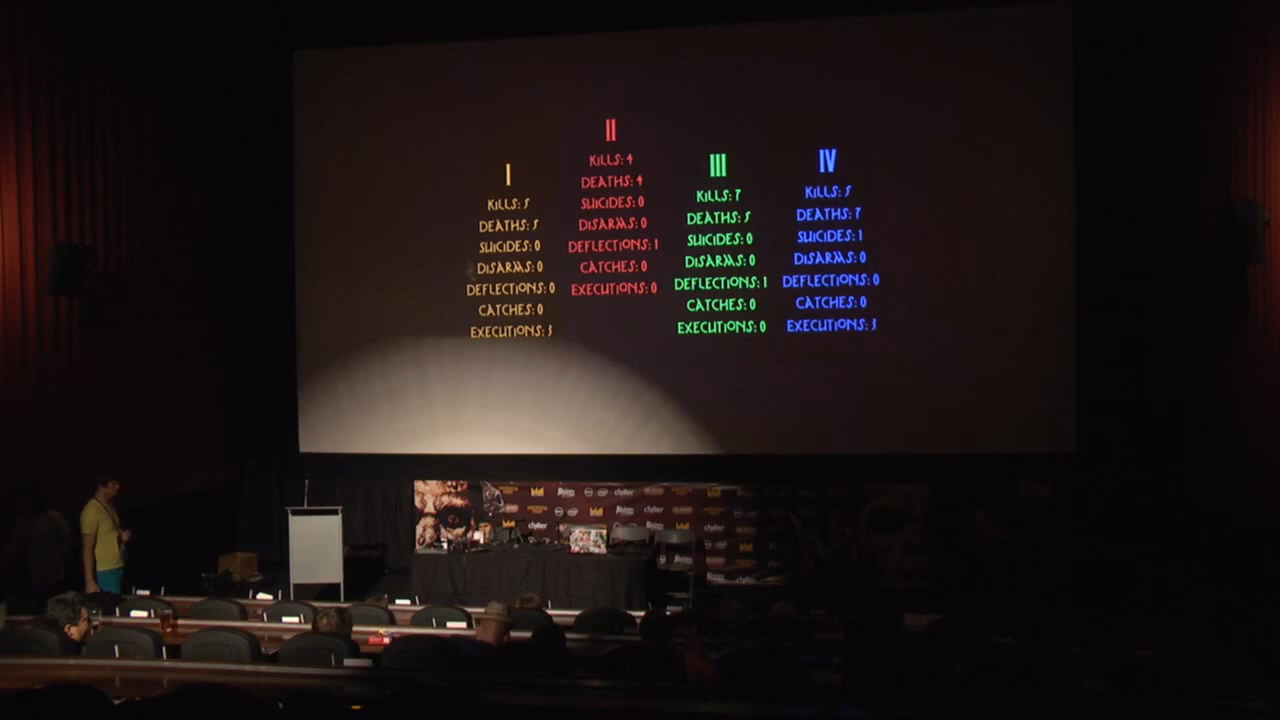 I
KILLS: 5
DEATHS: 5
SUICIDES: 0
DISARMS: 0
DEFLECTIONS: 0
CATCHES: 0
EXECUTIONS: 3
II
KILLS: 4
DEATHS: 4
SUICIDES: 0
DISARMS: 0
DEFLECTIONS: 1
CATCHES: 0
EXECUTIONS: 0
III
KILLS: 7
DEATHS: 5
SUICIDES: 0
DISARMS: 0
DEFLECTIONS: 1
CATCHES: 0
EXECUTIONS: 0
IV
KILLS: 5
DEATHS: 7
SUICIDES: 1
DISARMS: 0
DEFLECTIONS: 0
CATCHES: 0
EXECUTIONS: 3